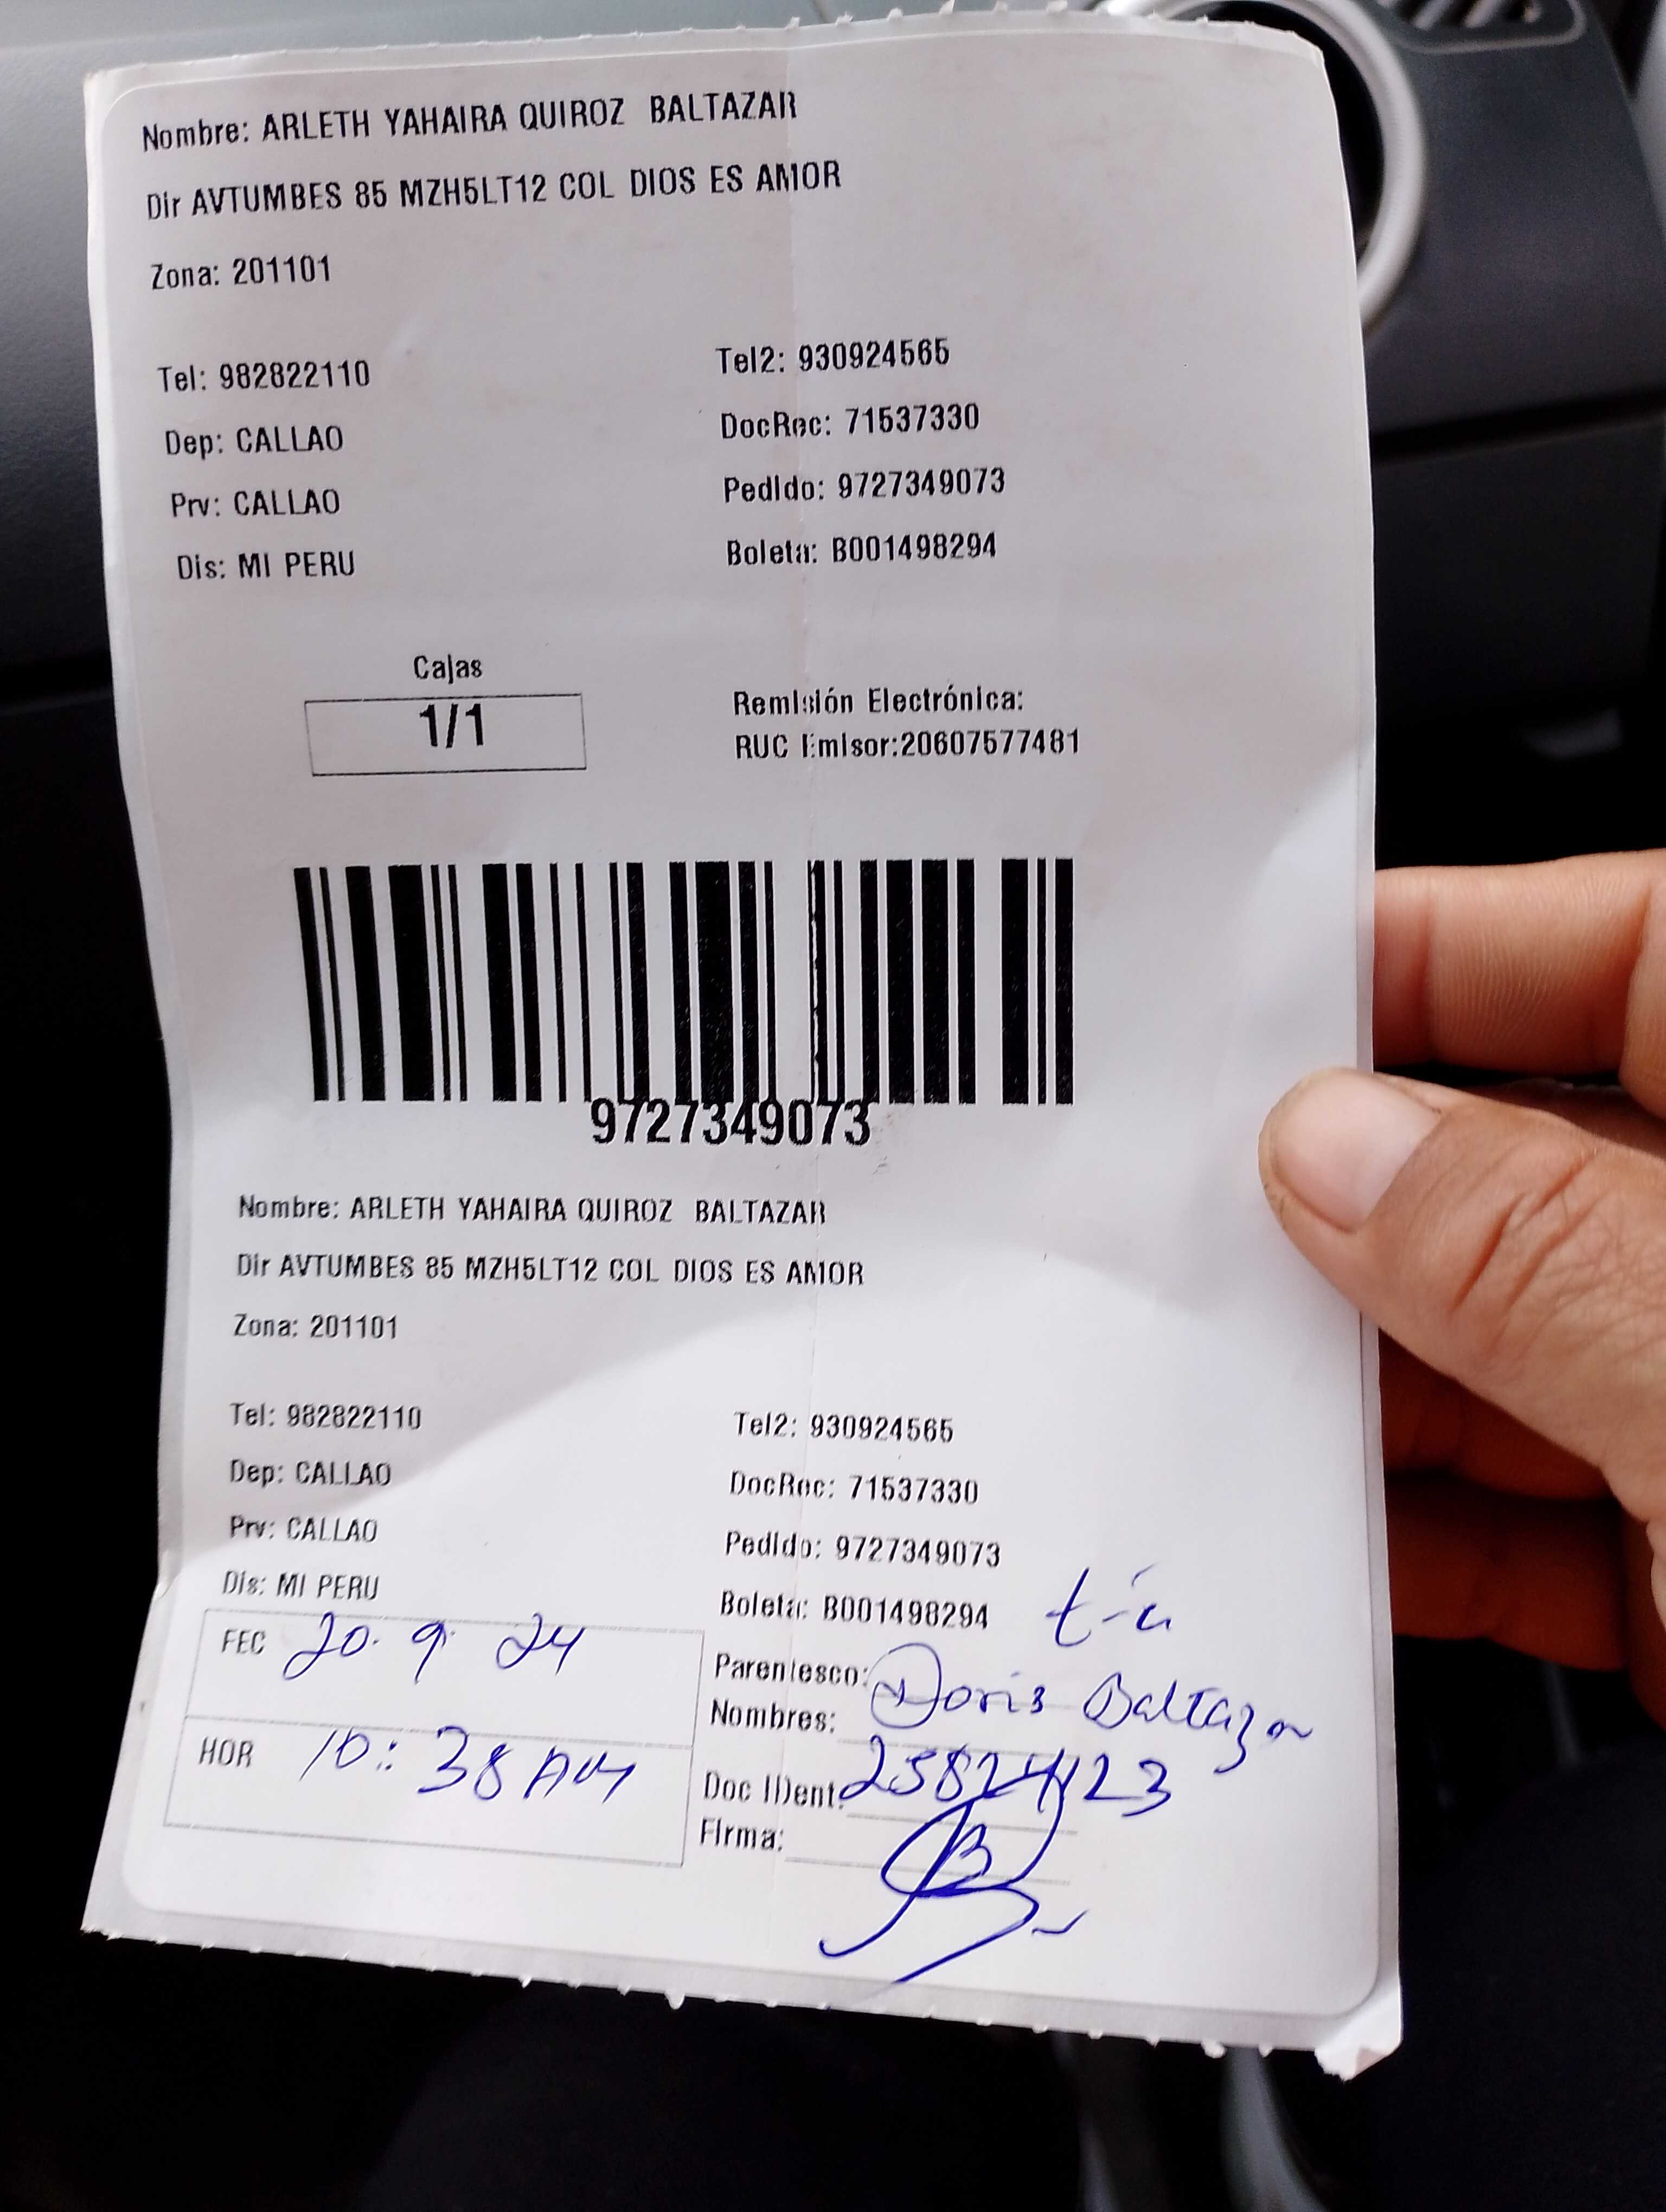 Nombre: ARLETH YAHAIRA QUIROZ BALTAZAR
Dir AVTUMBES 85 MZH5LT12 COL DIOS ES AMOR
Zona: 201101
Tel: 982822110 Tel2: 930924565
Dep: CALLAO DocRec: 71537330
Prv: CALLAO Pedido: 9727349073
Dis: MI PERU Boleta: B001498294
Cajas
1/1
Remisión Electrónica:
RUC Emisor:20607577481
9727349073
Nombre: ARLETH YAHAIRA QUIROZ BALTAZAR
Dir AVTUMBES 85 MZH5LT12 COL DIOS ES AMOR
Zona: 201101
Tel: 982822110 Tel2: 930924565
Dep: CALLAO DocRec: 71537330
Prv: CALLAO Pedido: 9727349073
Dis: MI PERU Boleta: B001498294
tía
FEC 20. 9. 24
Parentesco:
Nombres: Doris Baltazar
HOR 10:38 AM
Doc IDent: 25824123
Firma: